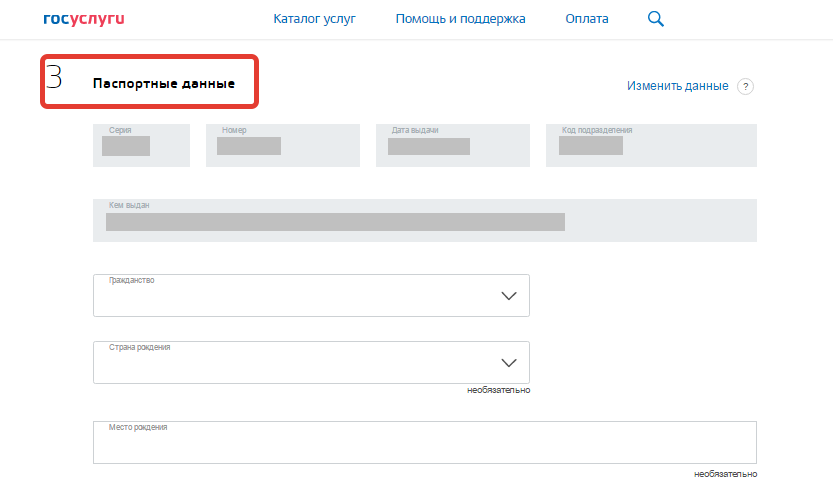 госуслуги Каталог услуг Помощь и поддержка Оплата
3 Паспортные данные Изменить данные ?
Серия Номер Дата выдачи Код подразделения
Кем выдан
Гражданство
Страна рождения
необязательно
Место рождения
необязательно